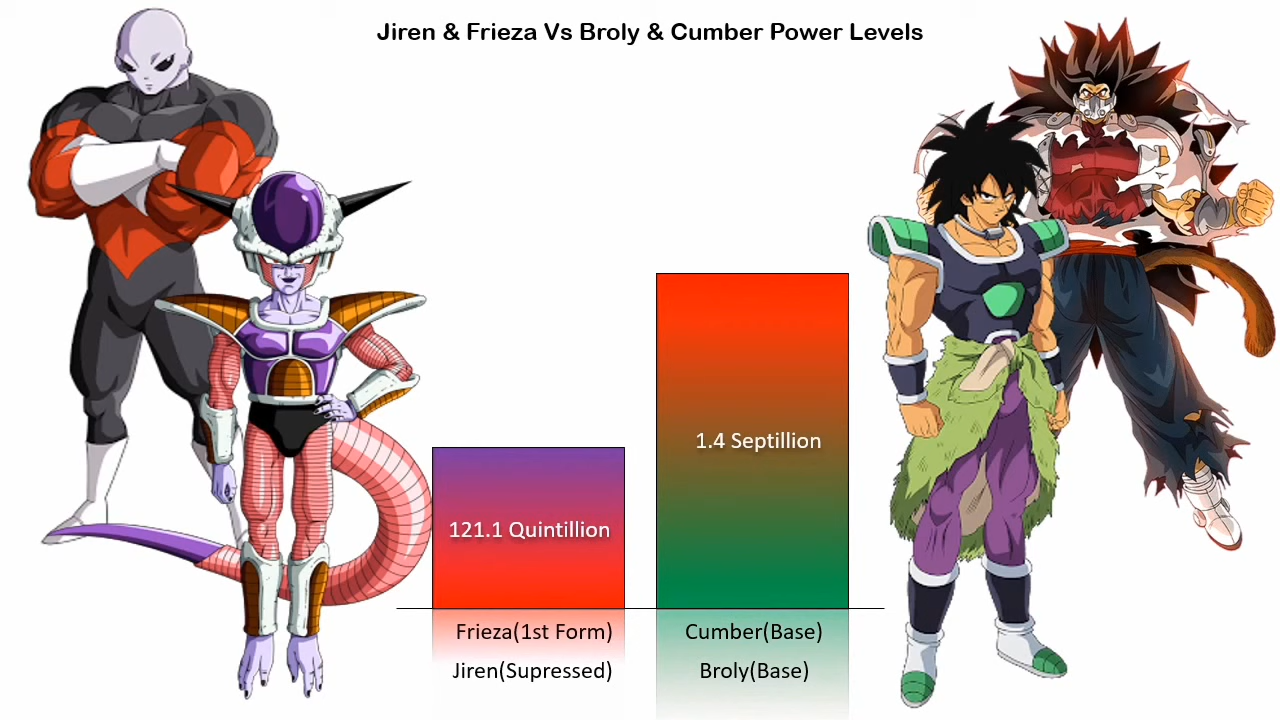 Jiren & Frieza Vs Broly & Cumber Power Levels
1.4 Septillion
121.1 Quintillion
Frieza(1st Form)
Cumber(Base)
Jiren(Supressed)
Broly(Base)